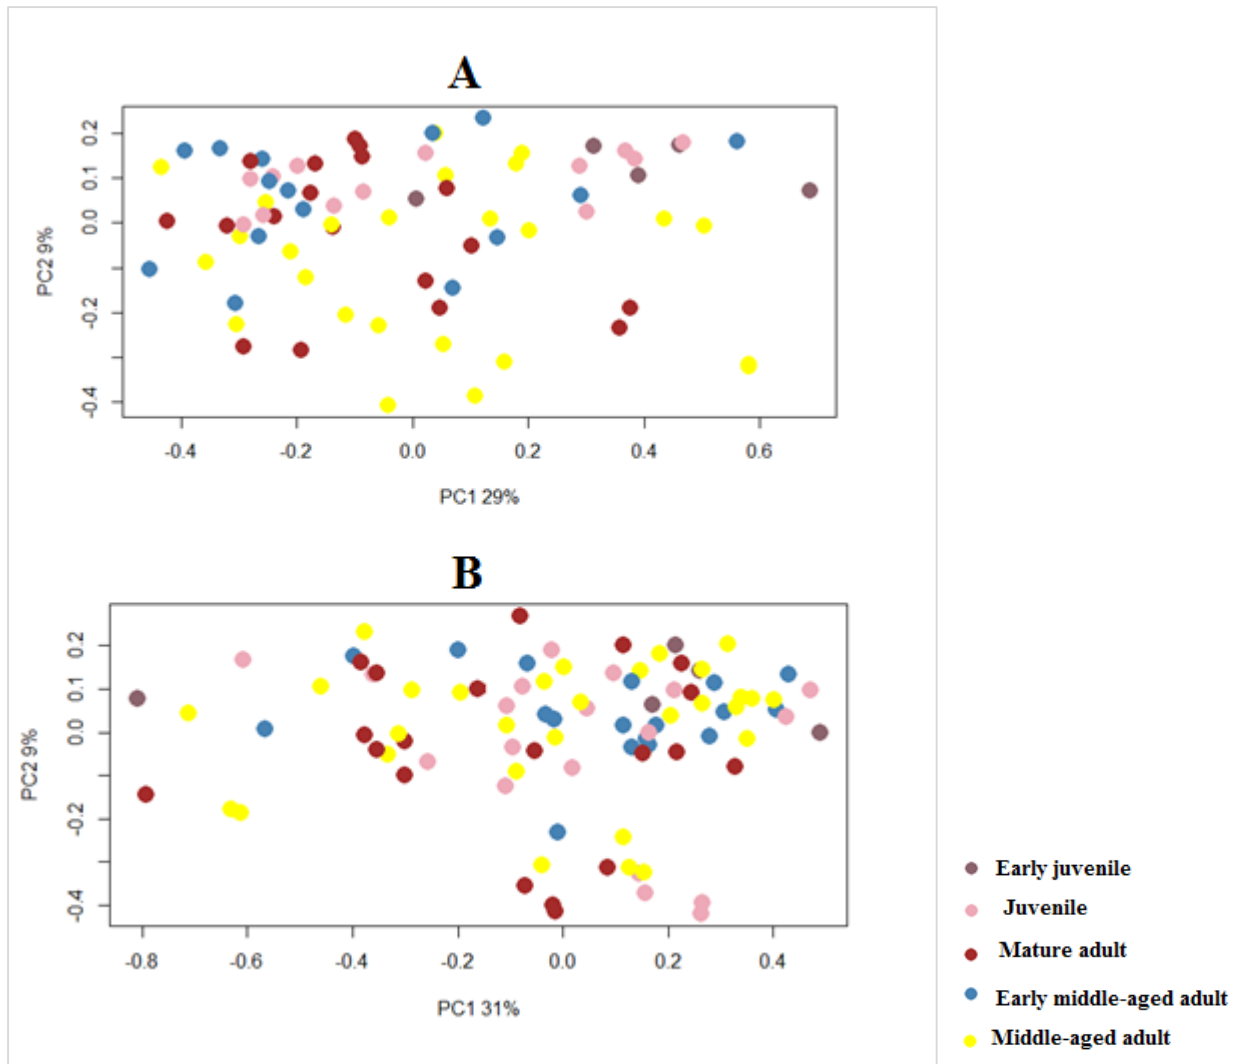 A
0.2
0.1
0.0
-0.2
-0.4
PC2 9%
-0.4 -0.2 0.0 0.2 0.4 0.6
PC1 29%
B
0.2
0.1
0.0
-0.2
-0.4
PC2 9%
-0.8 -0.6 -0.4 -0.2 0.0 0.2 0.4
PC1 31%
Early juvenile
Juvenile
Mature adult
Early middle-aged adult
Middle-aged adult